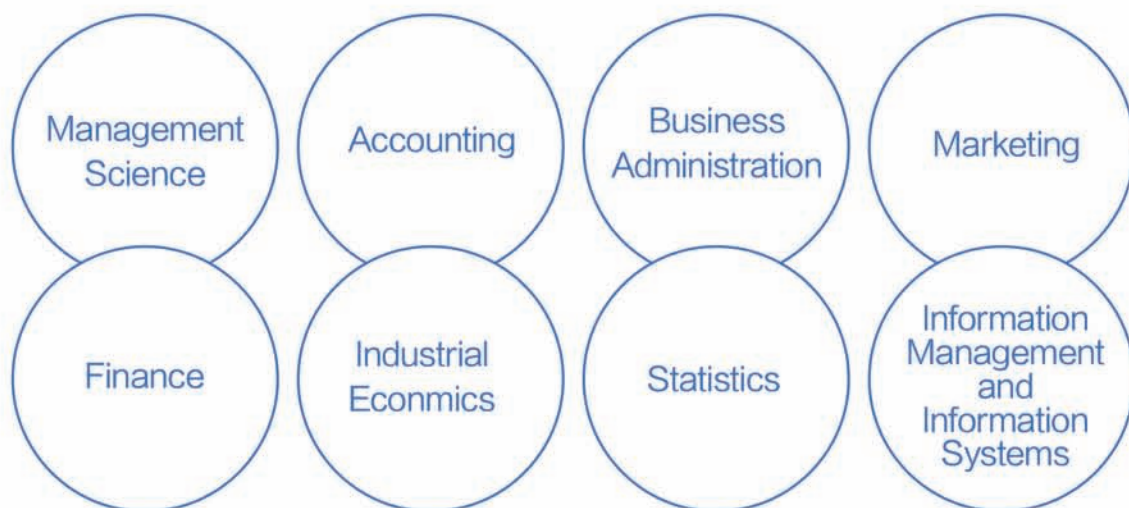 Management
Science
Accounting
Business
Administration
Marketing
Finance
Industrial
Econmics
Statistics
Information
Management
and
Information
Systems